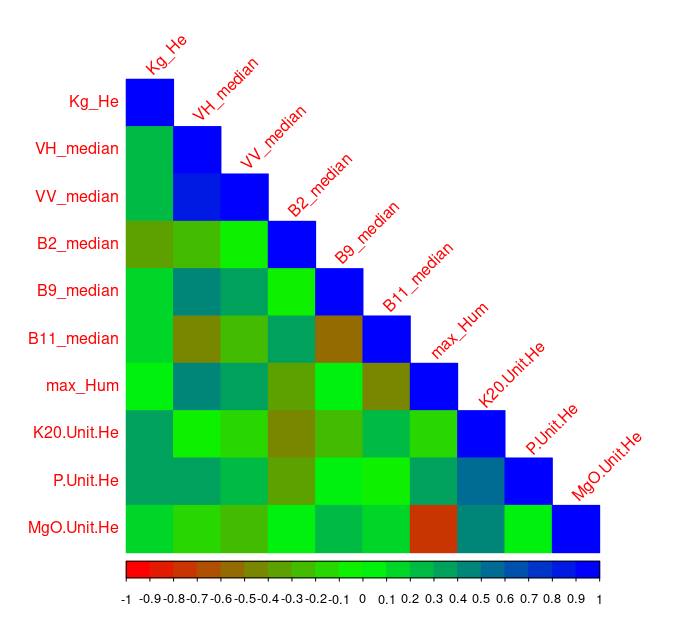 Kg_He
VH_median
VV_median
B2_median
B9_median
B11_median
max_Hum
K20.Unit.He
P.Unit.He
MgO.Unit.He
Kg_He
VH_median
VV_median
B2_median
B9_median
B11_median
max_Hum
K20.Unit.He
P.Unit.He
MgO.Unit.He
-1 -0.9 -0.8 -0.7 -0.6 -0.5 -0.4 -0.3 -0.2 -0.1 0 0.1 0.2 0.3 0.4 0.5 0.6 0.7 0.8 0.9 1